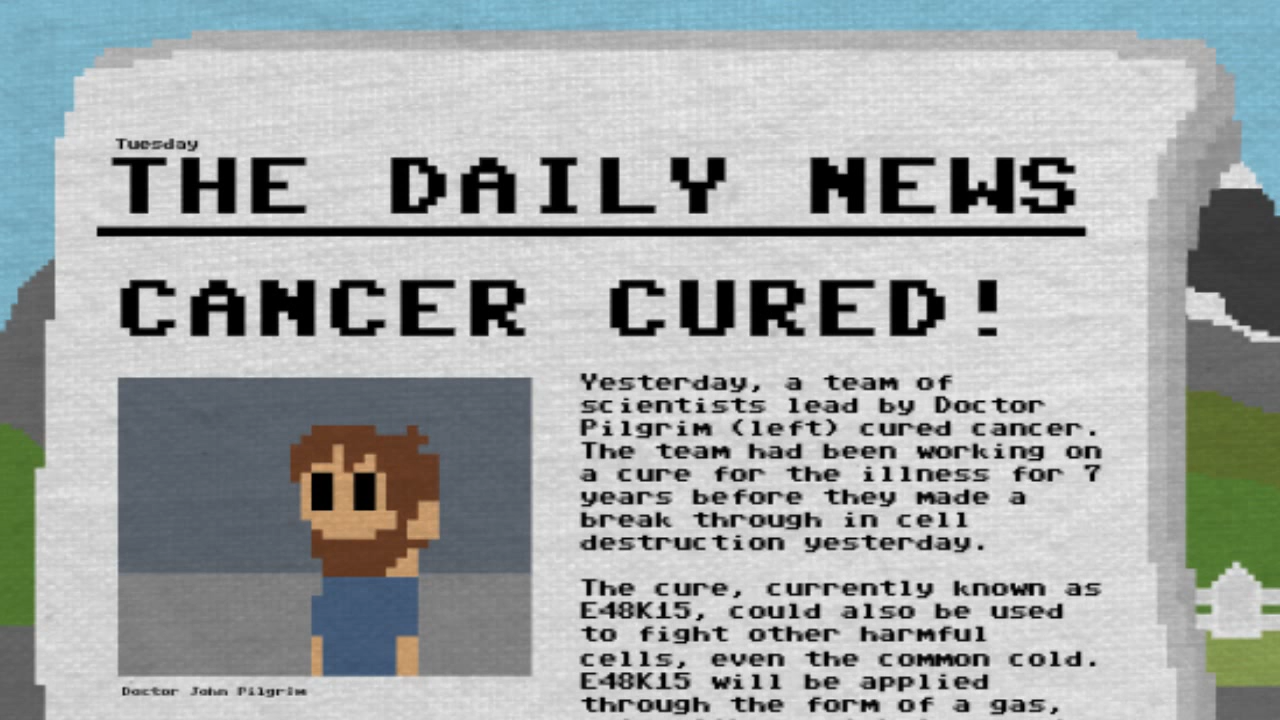 Tuesday
THE DAILY NEWS
CANCER CURED!
Yesterday, a team of
scientists lead by Doctor
Pilgrim (left) cured cancer.
The team had been working on
a cure for the illness for 7
years before they made a
break through in cell
destruction yesterday.
The cure, currently known as
E48K15, could also be used
to fight other harmful
cells, even the common cold.
E48K15 will be applied
through the form of a gas,
Doctor John Pilgrim